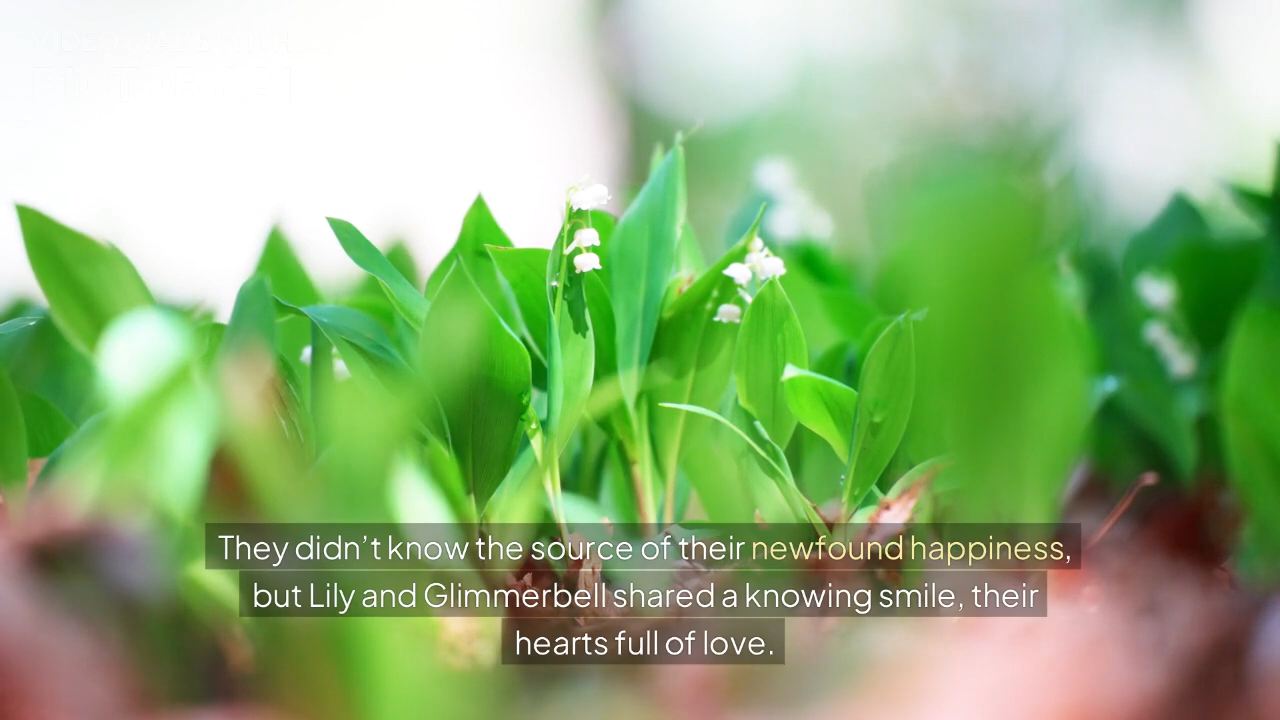 They didn’t know the source of their newfound happiness,
but Lily and Glimmerbell shared a knowing smile, their
hearts full of love.